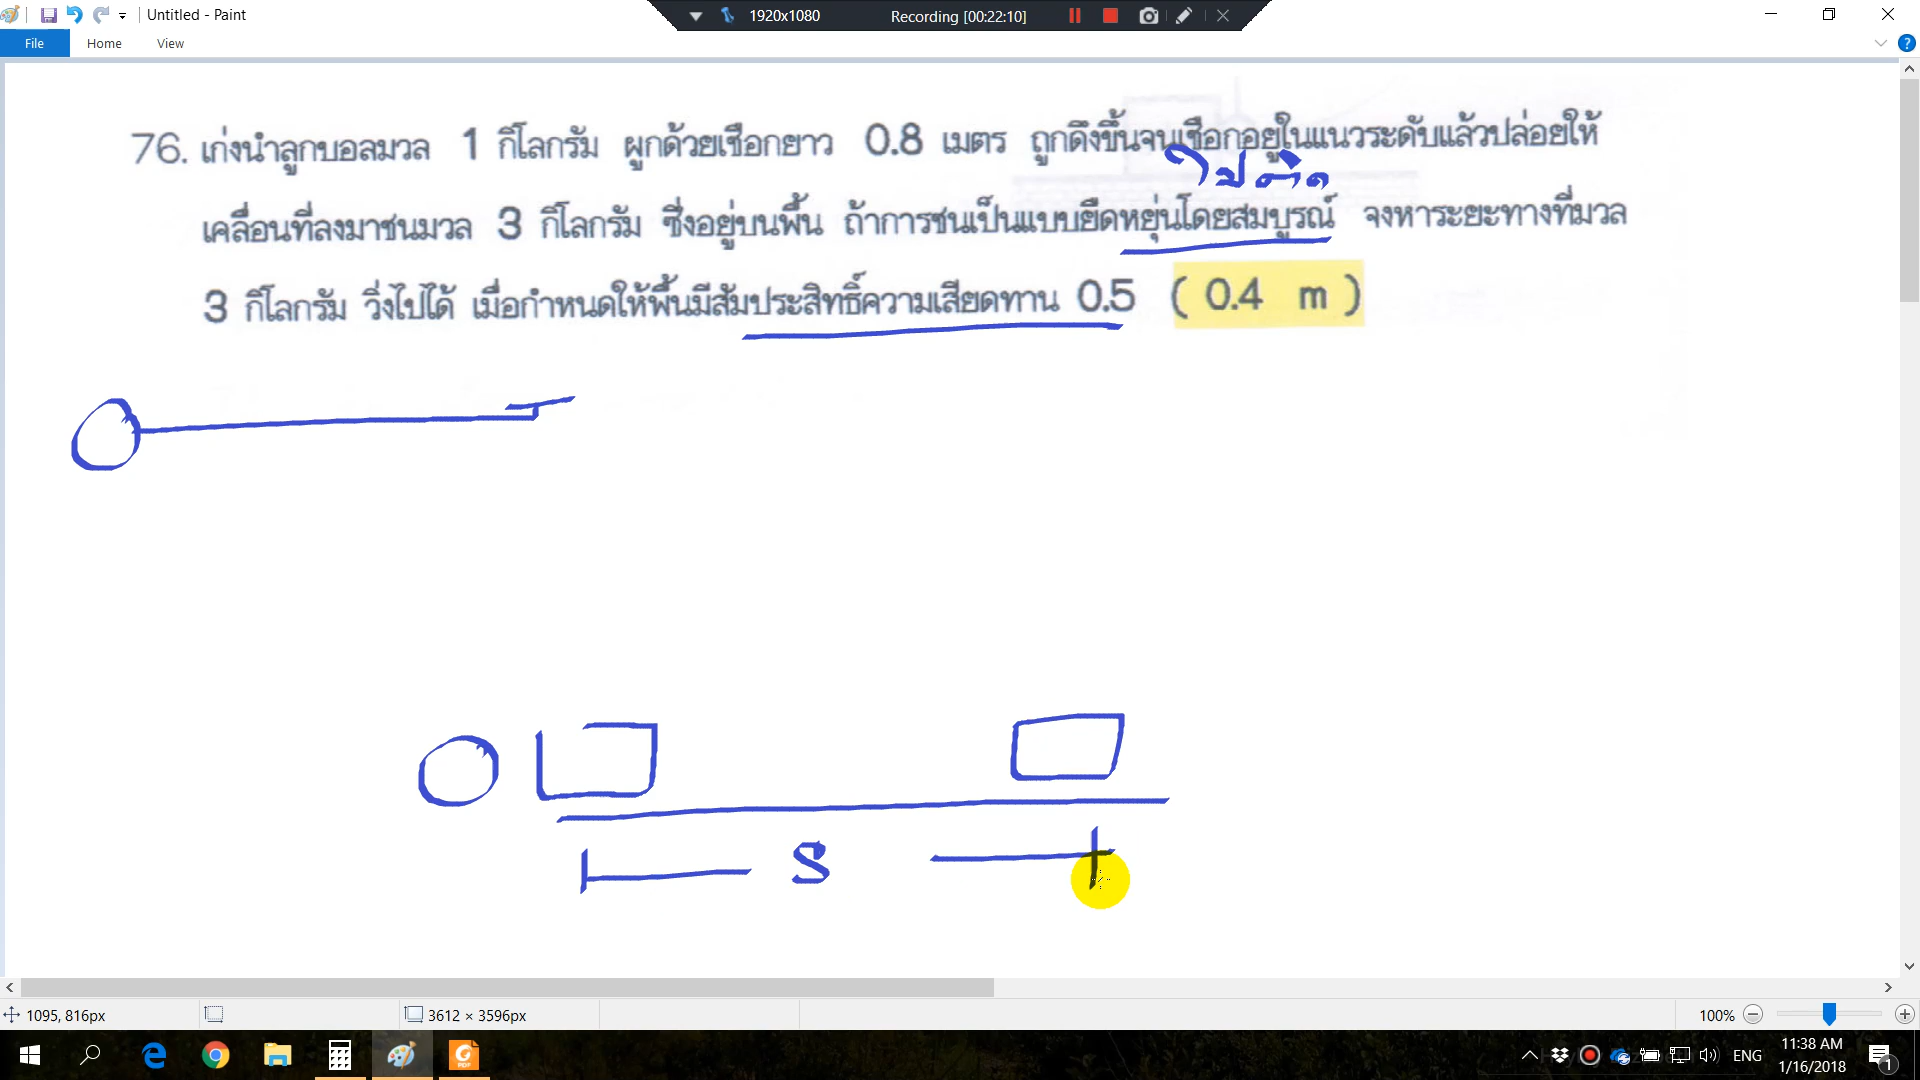 Untitled - Paint
1920x1080
Recording [00:22:10]
File
Home
View
76. เก่งนำลูกบอลมวล 1 กิโลกรัม ผูกด้วยเชือกยาว 0.8 เมตร ถูกดึงขึ้นจนเชือกอยู่ในแนวระดับแล้วปล่อยให้
ไม่ติด
เคลื่อนที่ลงมาชนมวล 3 กิโลกรัม ซึ่งอยู่บนพื้น ถ้าการชนเป็นแบบยืดหยุ่นโดยสมบูรณ์ จงหาระยะทางที่มวล
3 กิโลกรัม วิ่งไปได้ เมื่อกำหนดให้พื้นมีสัมประสิทธิ์ความเสียดทาน 0.5 ( 0.4 m )
S
1095, 816px
3612 × 3596px
100%
ENG
11:38 AM
1/16/2018
1